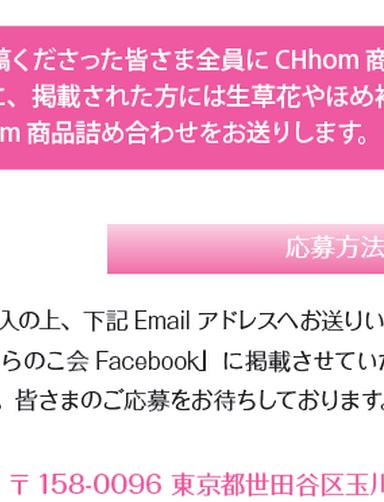 稿くださった皆さま全員に CHhom 商
に、掲載された方には生草花やほめ
om 商品詰め合わせをお送りします。
応募方法
入の上、下記 Email アドレスへお送りい
らのこ会 Facebook」に掲載させてい
。皆さまのご応募をお待ちしております。
〒 158-0096 東京都世田谷区玉川